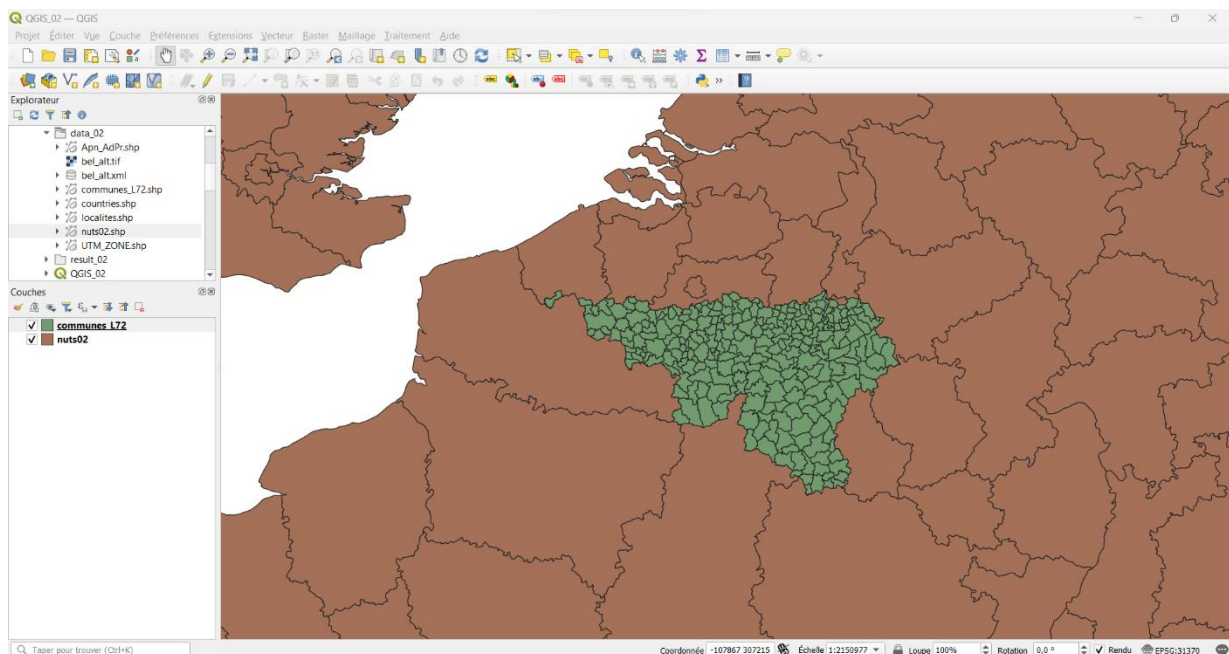 QGIS_02 — QGIS
Projet Éditer Vue Couche Préférences Extensions Vecteur Raster Maillage Traitement Aide
Explorateur
data_02
Apn_AdPr.shp
bel_alt.tif
bel_alt.xml
communes_L72.shp
countries.shp
localites.shp
nuts02.shp
UTM_ZONE.shp
result_02
QGIS_02
Couches
communes_L72
nuts02
Taper pour trouver (Ctrl+K)
Coordonnée -107867 307215 Échelle 1:2150977 Loupe 100% Rotation 0,0 ° Rendu EPSG:31370